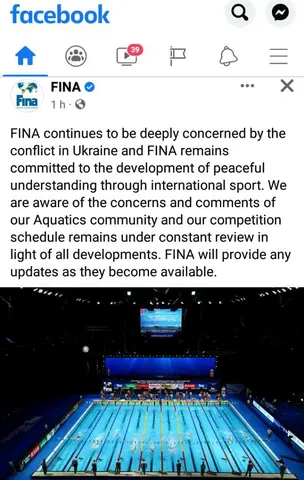 facebook
39
FINA
fina
1 h
FINA continues to be deeply concerned by the
conflict in Ukraine and FINA remains
committed to the development of peaceful
understanding through international sport. We
are aware of the concerns and comments of
our Aquatics community and our competition
schedule remains under constant review in
light of all developments. FINA will provide any
updates as they become available.